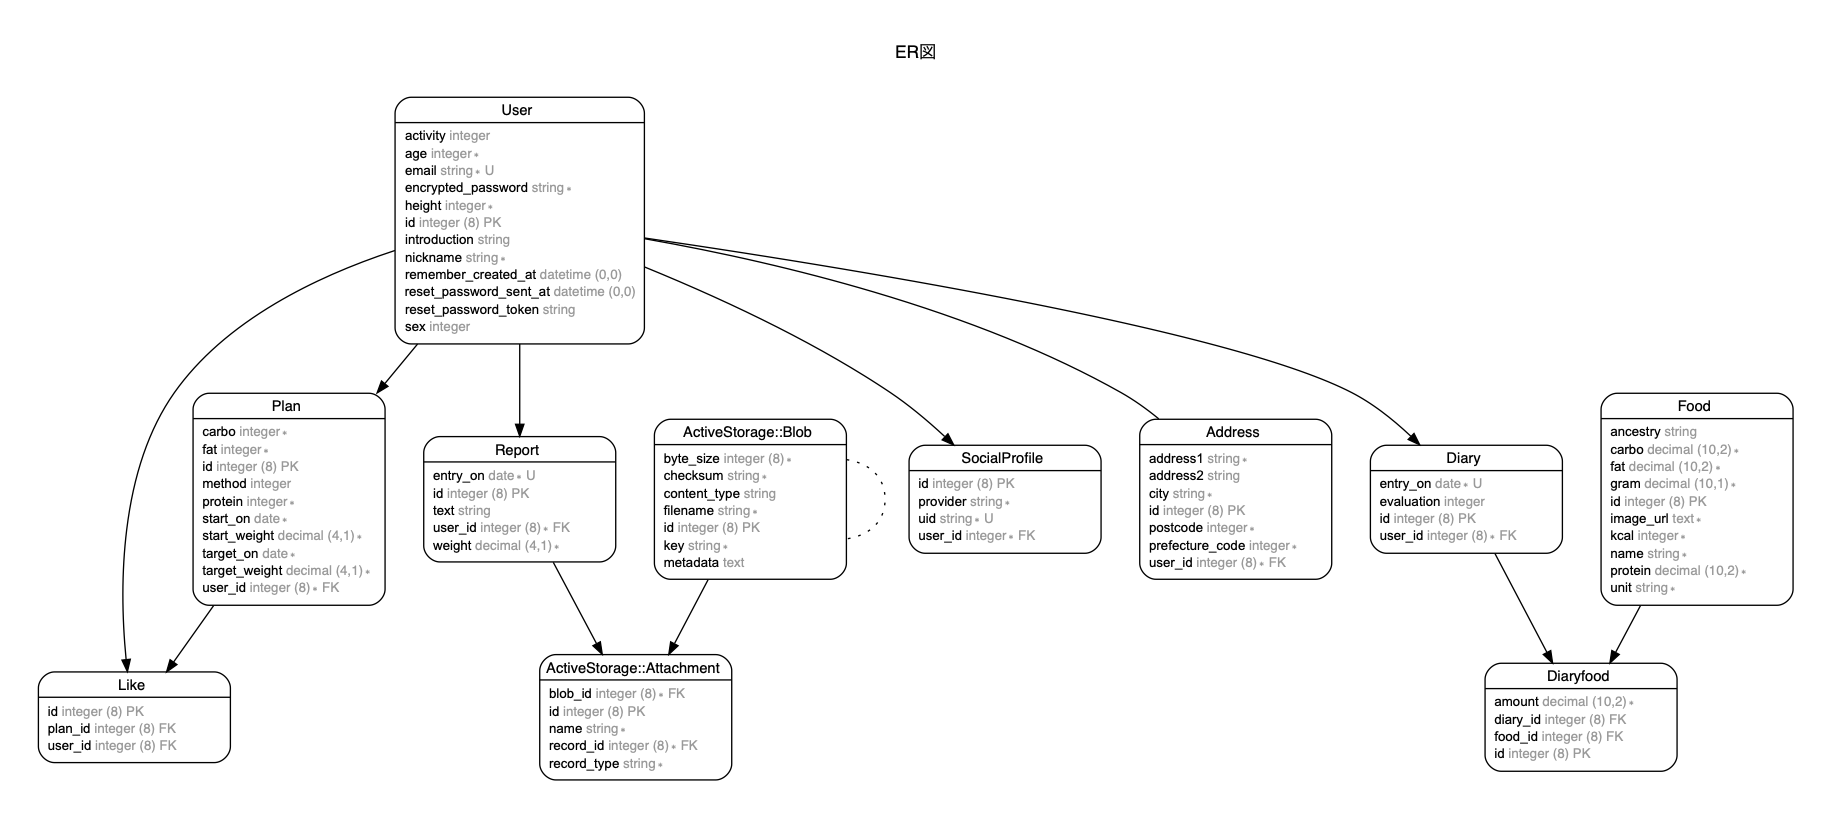 ER図
User
activity integer
age integer ∗
email string ∗ U
encrypted_password string ∗
height integer ∗
id integer (8) PK
introduction string
nickname string ∗
remember_created_at datetime (0,0)
reset_password_sent_at datetime (0,0)
reset_password_token string
sex integer
Plan
carbo integer ∗
fat integer ∗
id integer (8) PK
method integer
protein integer ∗
start_on date ∗
start_weight decimal (4,1) ∗
target_on date ∗
target_weight decimal (4,1) ∗
user_id integer (8) ∗ FK
Report
entry_on date ∗ U
id integer (8) PK
text string
user_id integer (8) ∗ FK
weight decimal (4,1) ∗
ActiveStorage::Blob
byte_size integer (8) ∗
checksum string ∗
content_type string
filename string ∗
id integer (8) PK
key string ∗
metadata text
SocialProfile
id integer (8) PK
provider string ∗
uid string ∗ U
user_id integer ∗ FK
Address
address1 string ∗
address2 string
city string ∗
id integer (8) PK
postcode integer ∗
prefecture_code integer ∗
user_id integer (8) ∗ FK
Diary
entry_on date ∗ U
evaluation integer
id integer (8) PK
user_id integer (8) ∗ FK
Food
ancestry string
carbo decimal (10,2) ∗
fat decimal (10,2) ∗
gram decimal (10,1) ∗
id integer (8) PK
image_url text ∗
kcal integer ∗
name string ∗
protein decimal (10,2) ∗
unit string ∗
Like
id integer (8) PK
plan_id integer (8) FK
user_id integer (8) FK
ActiveStorage::Attachment
blob_id integer (8) ∗ FK
id integer (8) PK
name string ∗
record_id integer (8) ∗ FK
record_type string ∗
Diaryfood
amount decimal (10,2) ∗
diary_id integer (8) FK
food_id integer (8) FK
id integer (8) PK